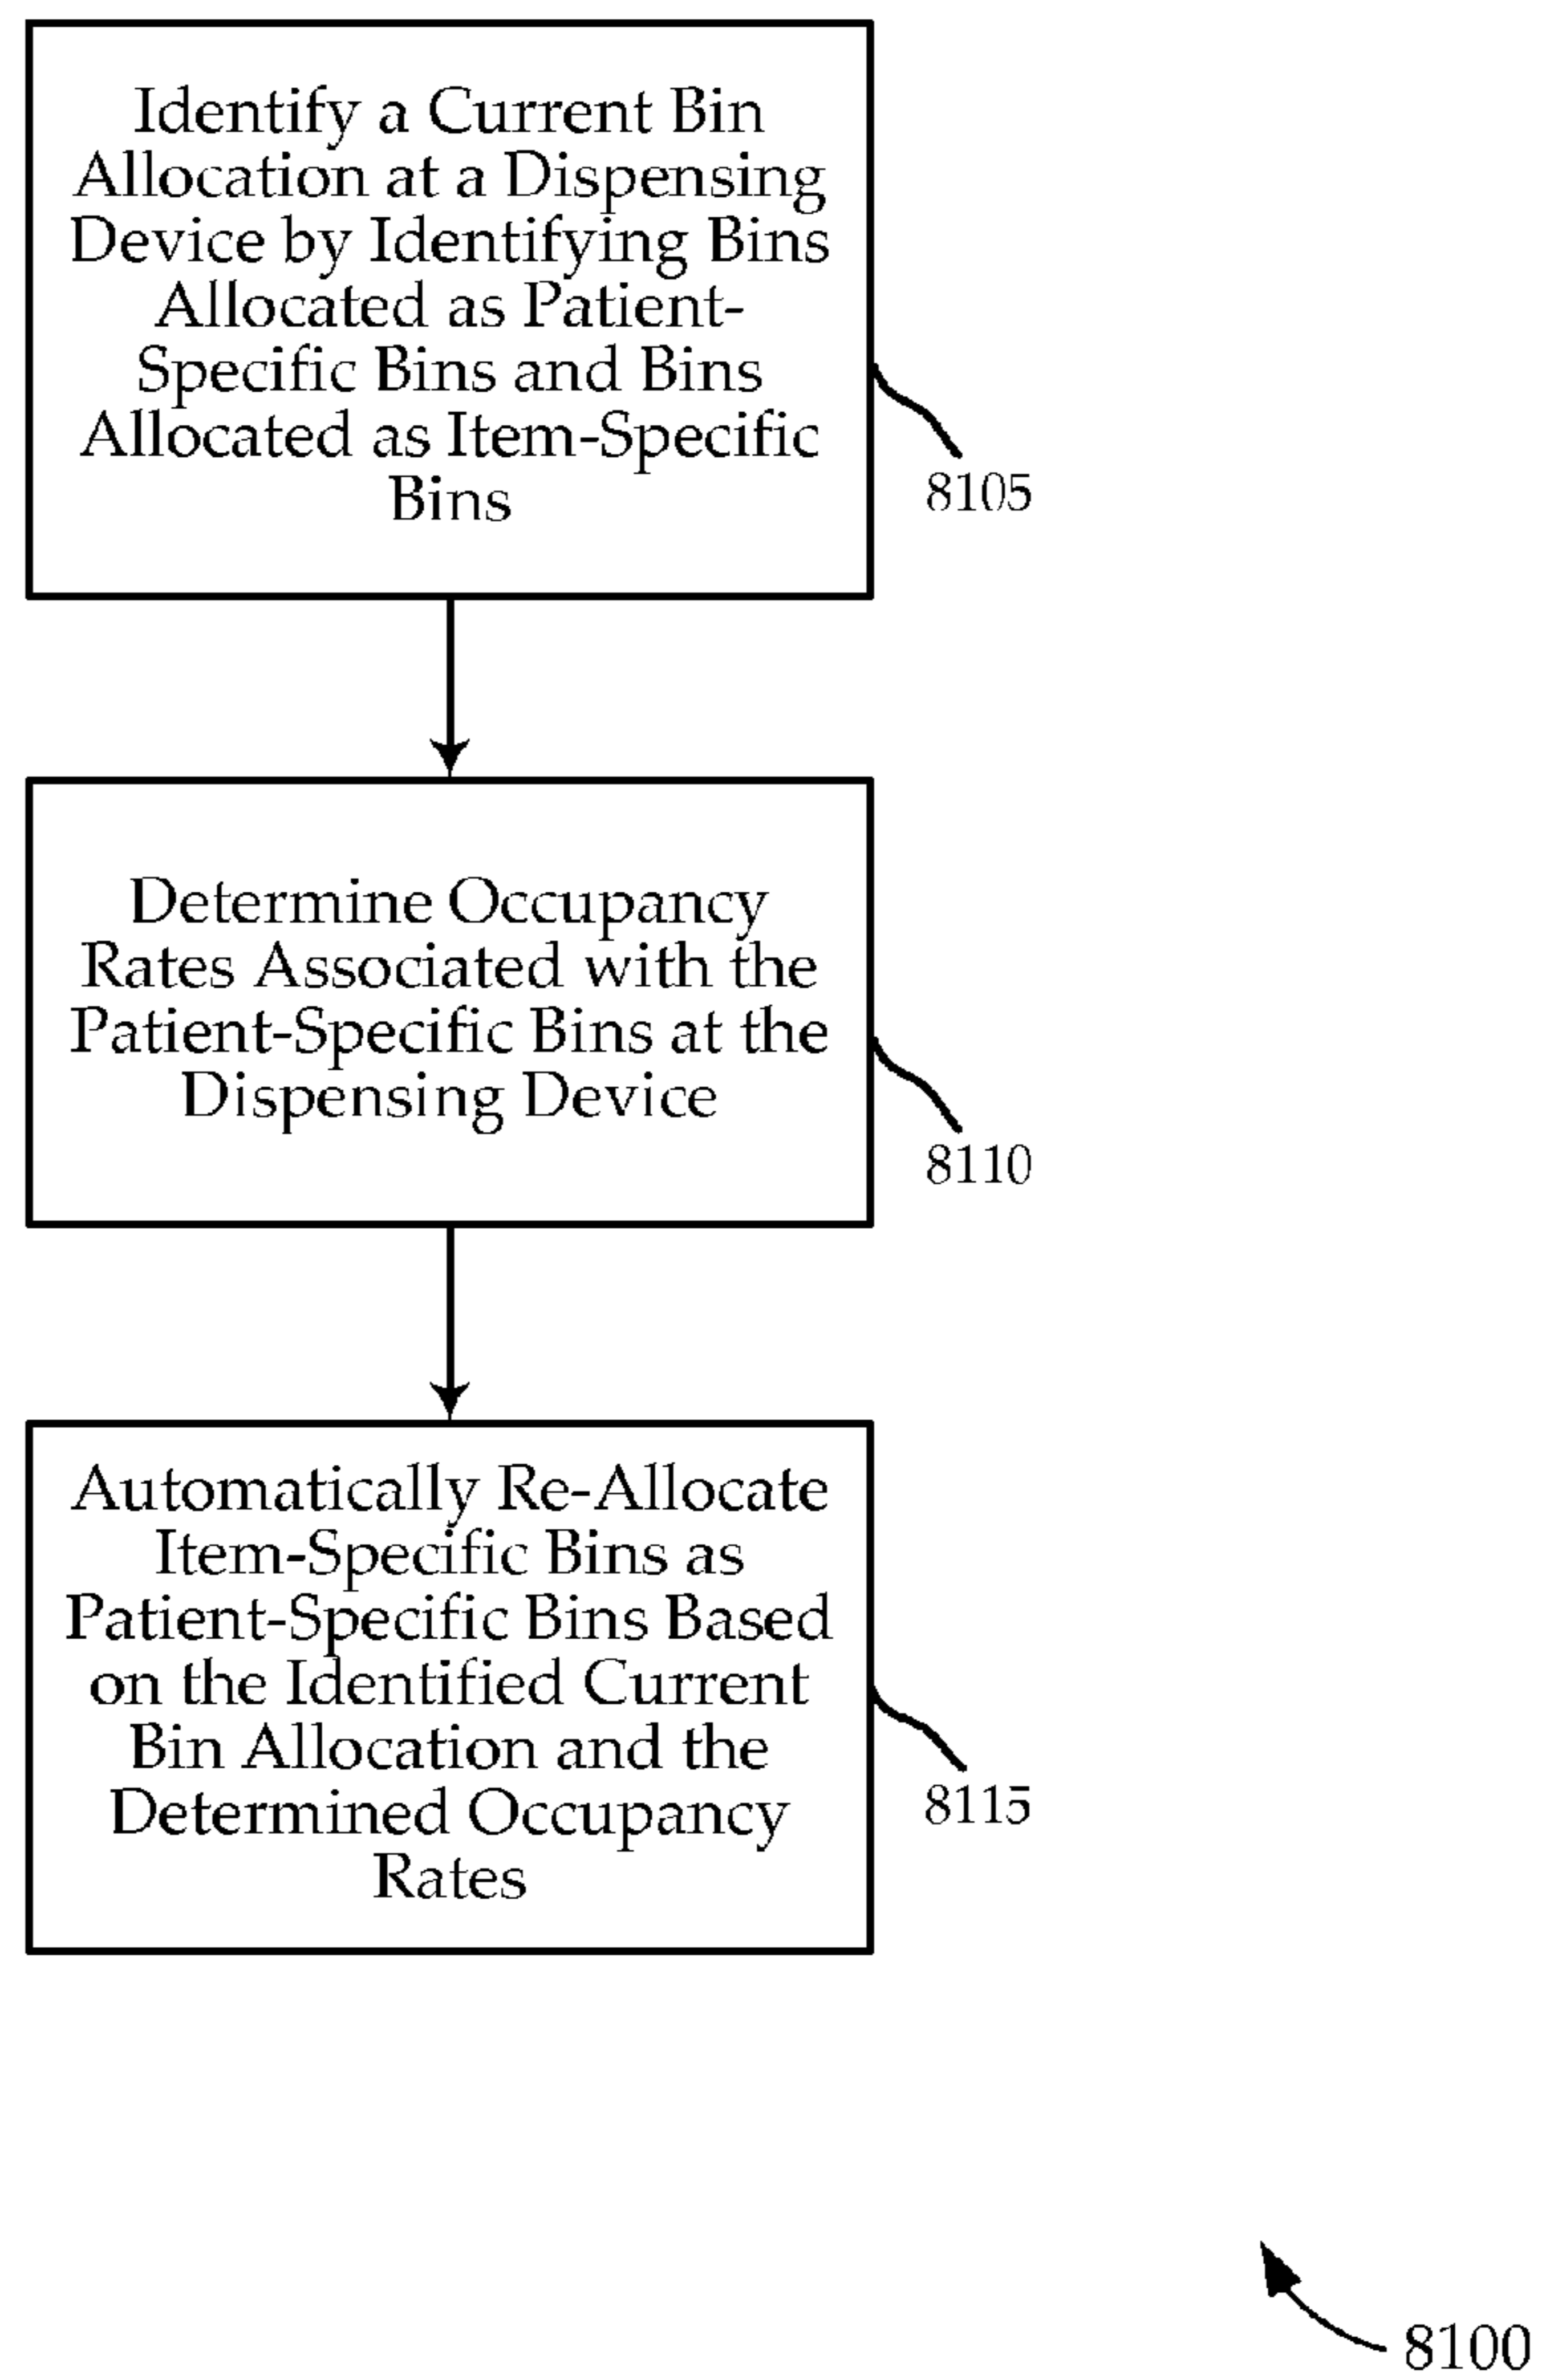 Identify a Current Bin
Allocation at a Dispensing
Device by Identifying Bins
Allocated as Patient-
Specific Bins and Bins
Allocated as Item-Specific
Bins
8105
Determine Occupancy
Rates Associated with the
Patient-Specific Bins at the
Dispensing Device
8110
Automatically Re-Allocate
Item-Specific Bins as
Patient-Specific Bins Based
on the Identified Current
Bin Allocation and the
Determined Occupancy
Rates
8115
8100